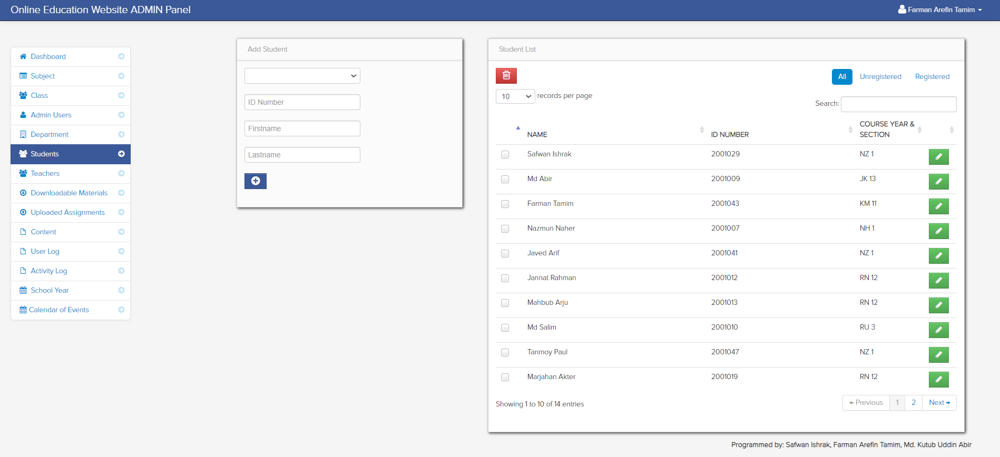 Online Education Website ADMIN Panel
Farman Arefin Tamim
Dashboard
Subject
Class
Admin Users
Department
Students
Teachers
Downloadable Materials
Uploaded Assignments
Content
User Log
Activity Log
School Year
Calendar of Events
Add Student
ID Number
Firstname
Lastname
Student List
All Unregistered Registered
10 records per page
Search:
NAME ID NUMBER COURSE YEAR & SECTION
Safwan Ishrak 2001029 NZ 1
Md Abir 2001009 JK 13
Farman Tamim 2001043 KM 11
Nazmun Naher 2001007 NH 1
Javed Arif 2001041 NZ 1
Jannat Rahman 2001012 RN 12
Mahbub Arju 2001013 RN 12
Md Salim 2001010 RU 3
Tanmoy Paul 2001047 NZ 1
Marjahan Akter 2001019 RN 12
Showing 1 to 10 of 14 entries
← Previous 1 2 Next →
Programmed by: Safwan Ishrak, Farman Arefin Tamim, Md. Kutub Uddin Abir